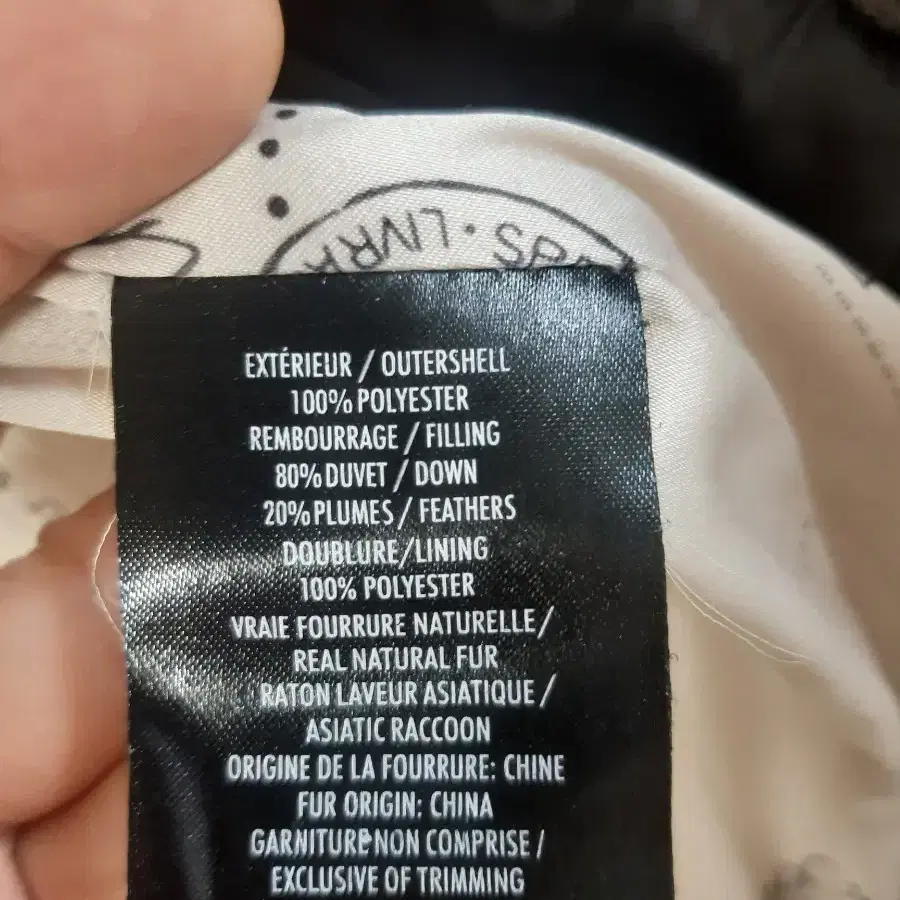 LIVRA
EXTÉRIEUR / OUTERSHELL
100% POLYESTER
REMBOURRAGE / FILLING
80% DUVET / DOWN
20% PLUMES / FEATHERS
DOUBLURE/LINING
100% POLYESTER
VRAIE FOURRURE NATURELLE/
REAL NATURAL FUR
RATON LAVEUR ASIATIQUE /
ASIATIC RACCOON
ORIGINE DE LA FOURRURE: CHINE
FUR ORIGIN: CHINA
GARNITURE NON COMPRISE /
EXCLUSIVE OF TRIMMING